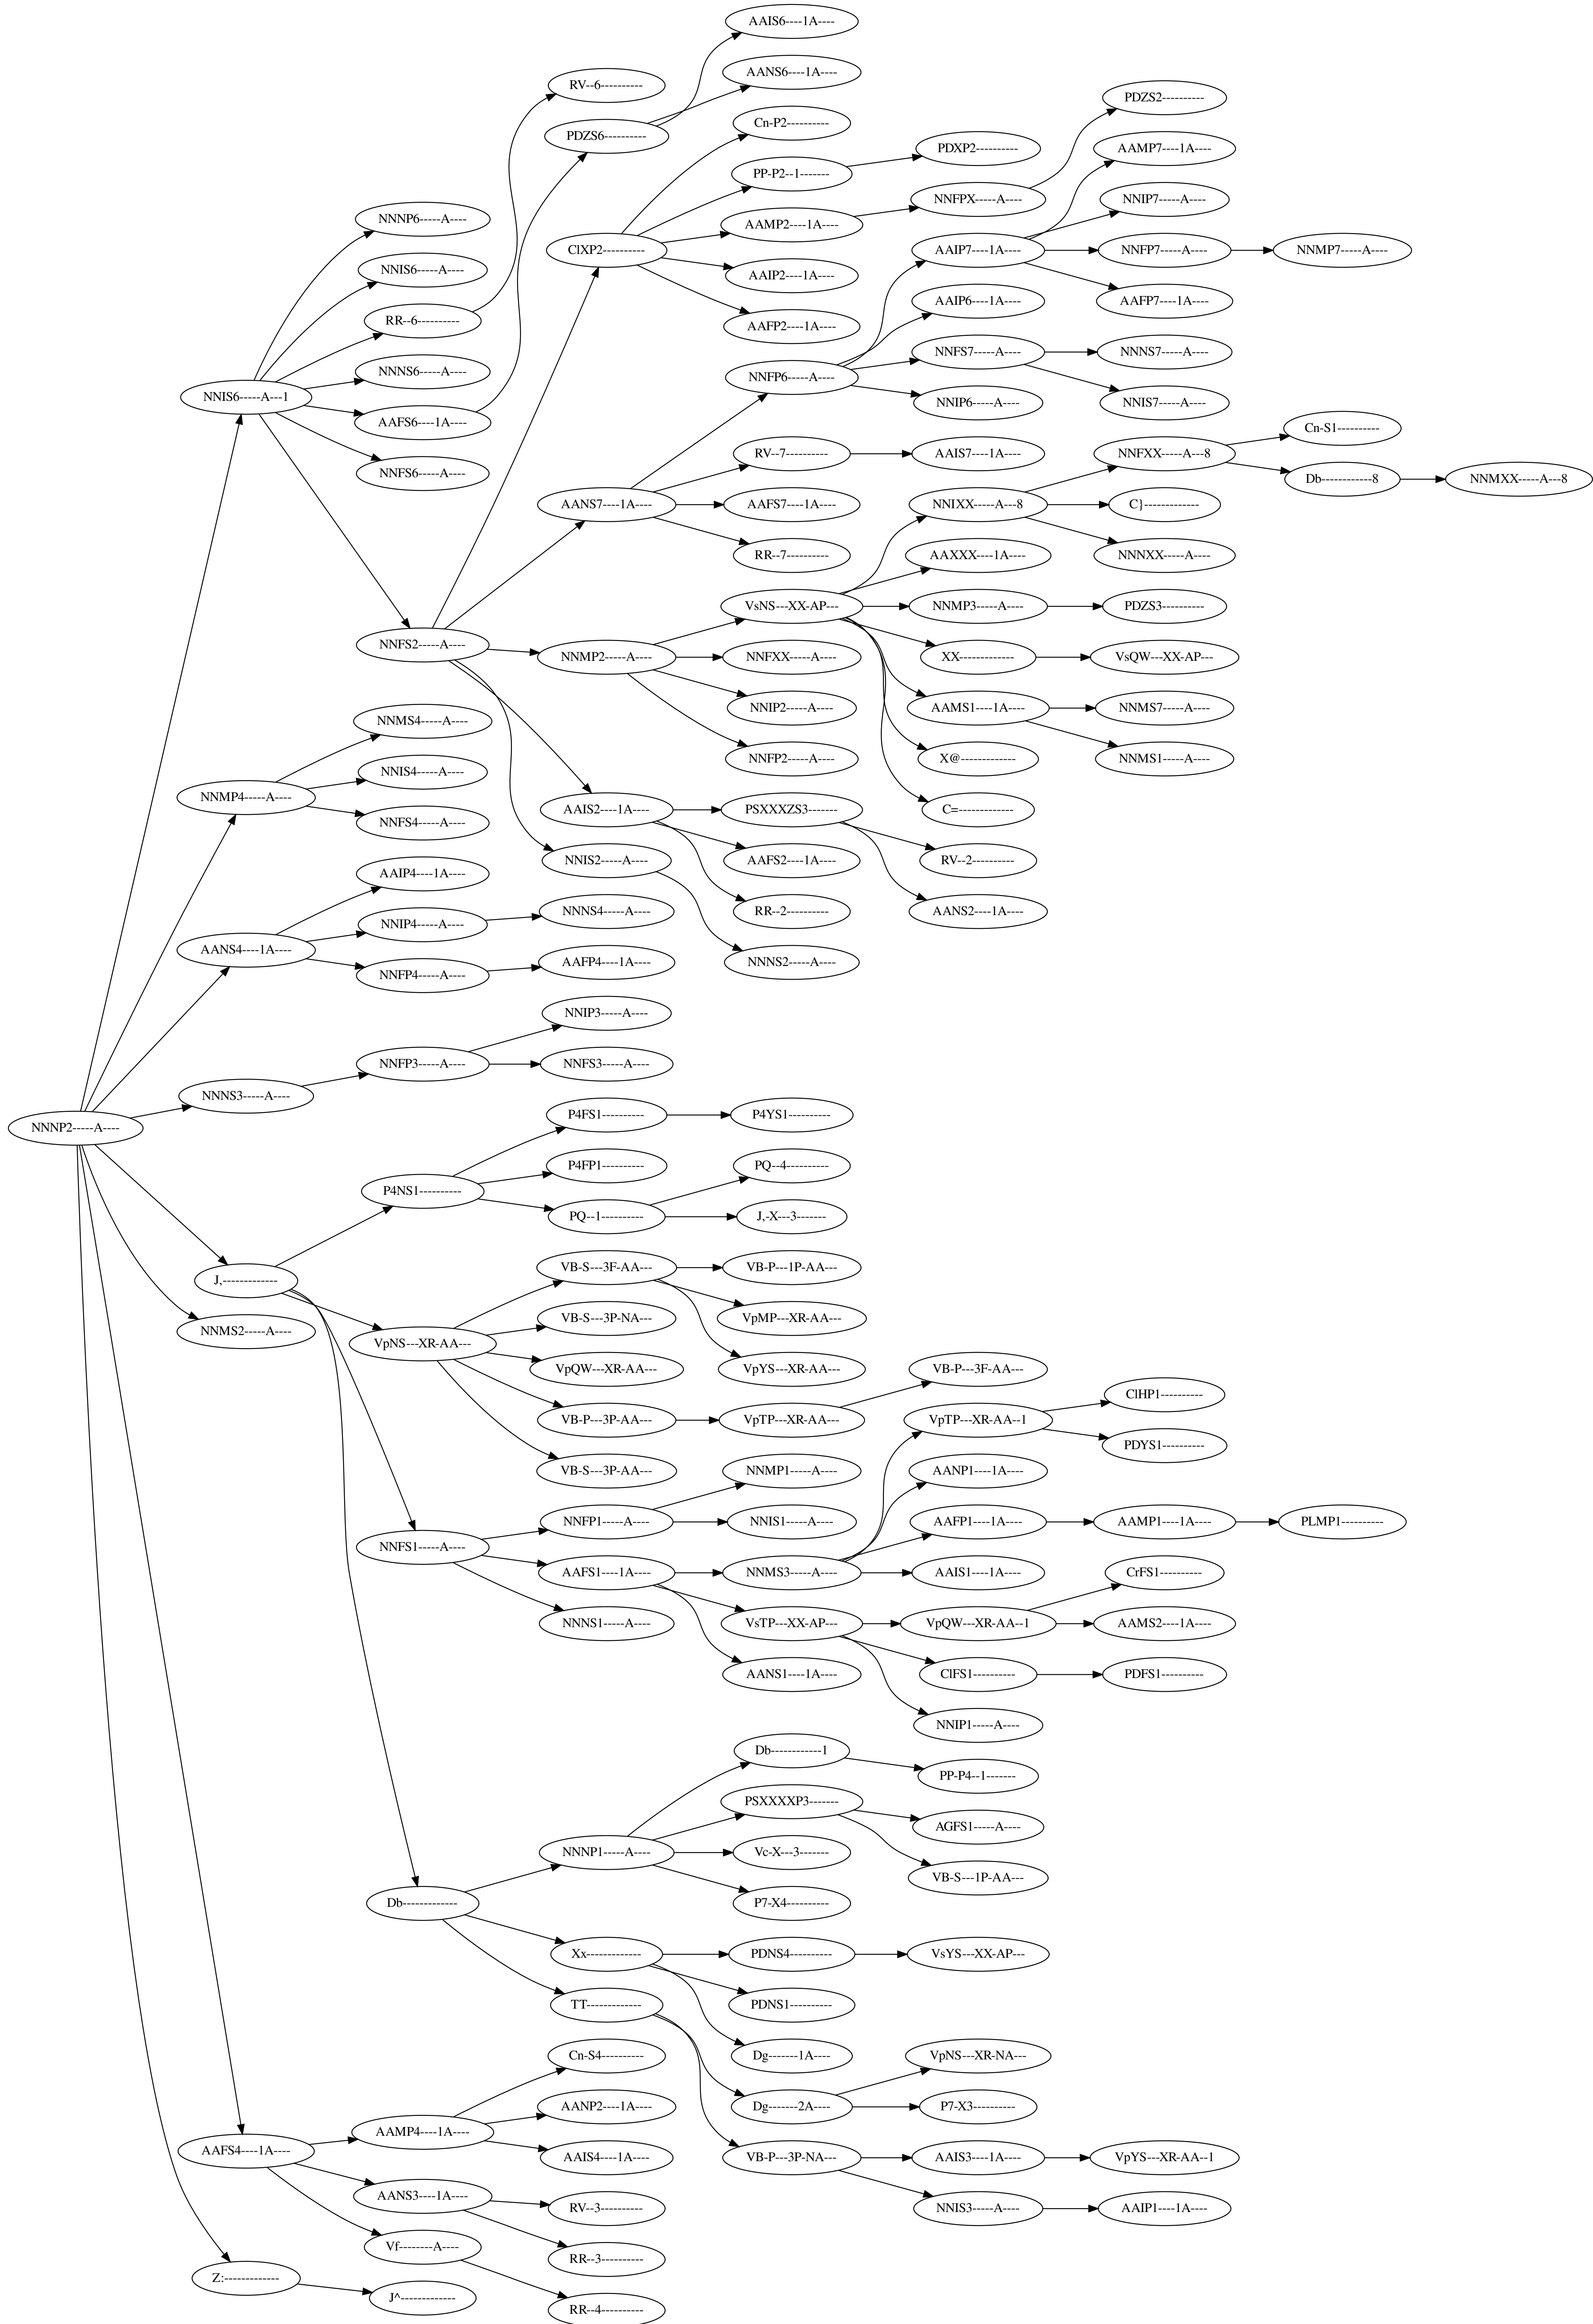 AAIS6----1A----
AANS6----1A----
RV--6----------
PDZS2----------
Cn-P2----------
PDZS6----------
PDXP2----------
AAMP7----1A----
PP-P2--1-------
NNFPX-----A----
NNIP7-----A----
NNNP6-----A----
AAMP2----1A----
ClXP2----------
AAIP7----1A----
NNFP7-----A----
NNMP7-----A----
NNIS6-----A----
AAIP2----1A----
AAIP6----1A----
AAFP7----1A----
RR--6----------
AAFP2----1A----
NNFS7-----A----
NNNS7-----A----
NNNS6-----A----
NNFP6-----A----
NNIS6-----A---1
NNIP6-----A----
NNIS7-----A----
AAFS6----1A----
Cn-S1----------
RV--7----------
AAIS7----1A----
NNFXX-----A---8
NNFS6-----A----
Db------------8
NNMXX-----A---8
AANS7----1A----
AAFS7----1A----
NNIXX-----A---8
C}-------------
RR--7----------
AAXXX----1A----
NNNXX-----A----
VsNS---XX-AP---
NNMP3-----A----
PDZS3----------
NNFS2-----A----
NNMP2-----A----
NNFXX-----A----
XX-------------
VsQW---XX-AP---
NNIP2-----A----
AAMS1----1A----
NNMS7-----A----
NNMS4-----A----
NNFP2-----A----
X@-------------
NNMS1-----A----
NNIS4-----A----
NNMP4-----A----
AAIS2----1A----
PSXXXZS3-------
C=-------------
NNFS4-----A----
NNIS2-----A----
AAFS2----1A----
RV--2----------
AAIP4----1A----
RR--2----------
AANS2----1A----
NNIP4-----A----
NNNS4-----A----
AANS4----1A----
AAFP4----1A----
NNNS2-----A----
NNFP4-----A----
NNIP3-----A----
NNFP3-----A----
NNFS3-----A----
NNNS3-----A----
P4FS1----------
P4YS1----------
NNNP2-----A----
P4FP1----------
PQ--4----------
P4NS1----------
PQ--1----------
J,-X---3-------
VB-S---3F-AA---
VB-P---1P-AA---
J,-------------
VB-S---3P-NA---
VpMP---XR-AA---
NNMS2-----A----
VpNS---XR-AA---
VpQW---XR-AA---
VpYS---XR-AA---
VB-P---3F-AA---
ClHP1----------
VB-P---3P-AA---
VpTP---XR-AA---
VpTP---XR-AA--1
PDYS1----------
VB-S---3P-AA---
NNMP1-----A----
AANP1----1A----
NNFP1-----A----
NNIS1-----A----
AAFP1----1A----
AAMP1----1A----
PLMP1----------
NNFS1-----A----
AAFS1----1A----
NNMS3-----A----
AAIS1----1A----
CrFS1----------
NNNS1-----A----
VsTP---XX-AP---
VpQW---XR-AA--1
AAMS2----1A----
AANS1----1A----
ClFS1----------
PDFS1----------
NNIP1-----A----
Db------------1
PP-P4--1-------
PSXXXXP3-------
AGFS1-----A----
NNNP1-----A----
Vc-X---3-------
VB-S---1P-AA---
Db-------------
P7-X4----------
Xx-------------
PDNS4----------
VsYS---XX-AP---
TT-------------
PDNS1----------
Cn-S4----------
Dg-------1A----
VpNS---XR-NA---
AANP2----1A----
Dg-------2A----
P7-X3----------
AAMP4----1A----
AAFS4----1A----
AAIS4----1A----
VB-P---3P-NA---
AAIS3----1A----
VpYS---XR-AA--1
AANS3----1A----
RV--3----------
NNIS3-----A----
AAIP1----1A----
Vf--------A----
RR--3----------
Z:-------------
J^-------------
RR--4----------